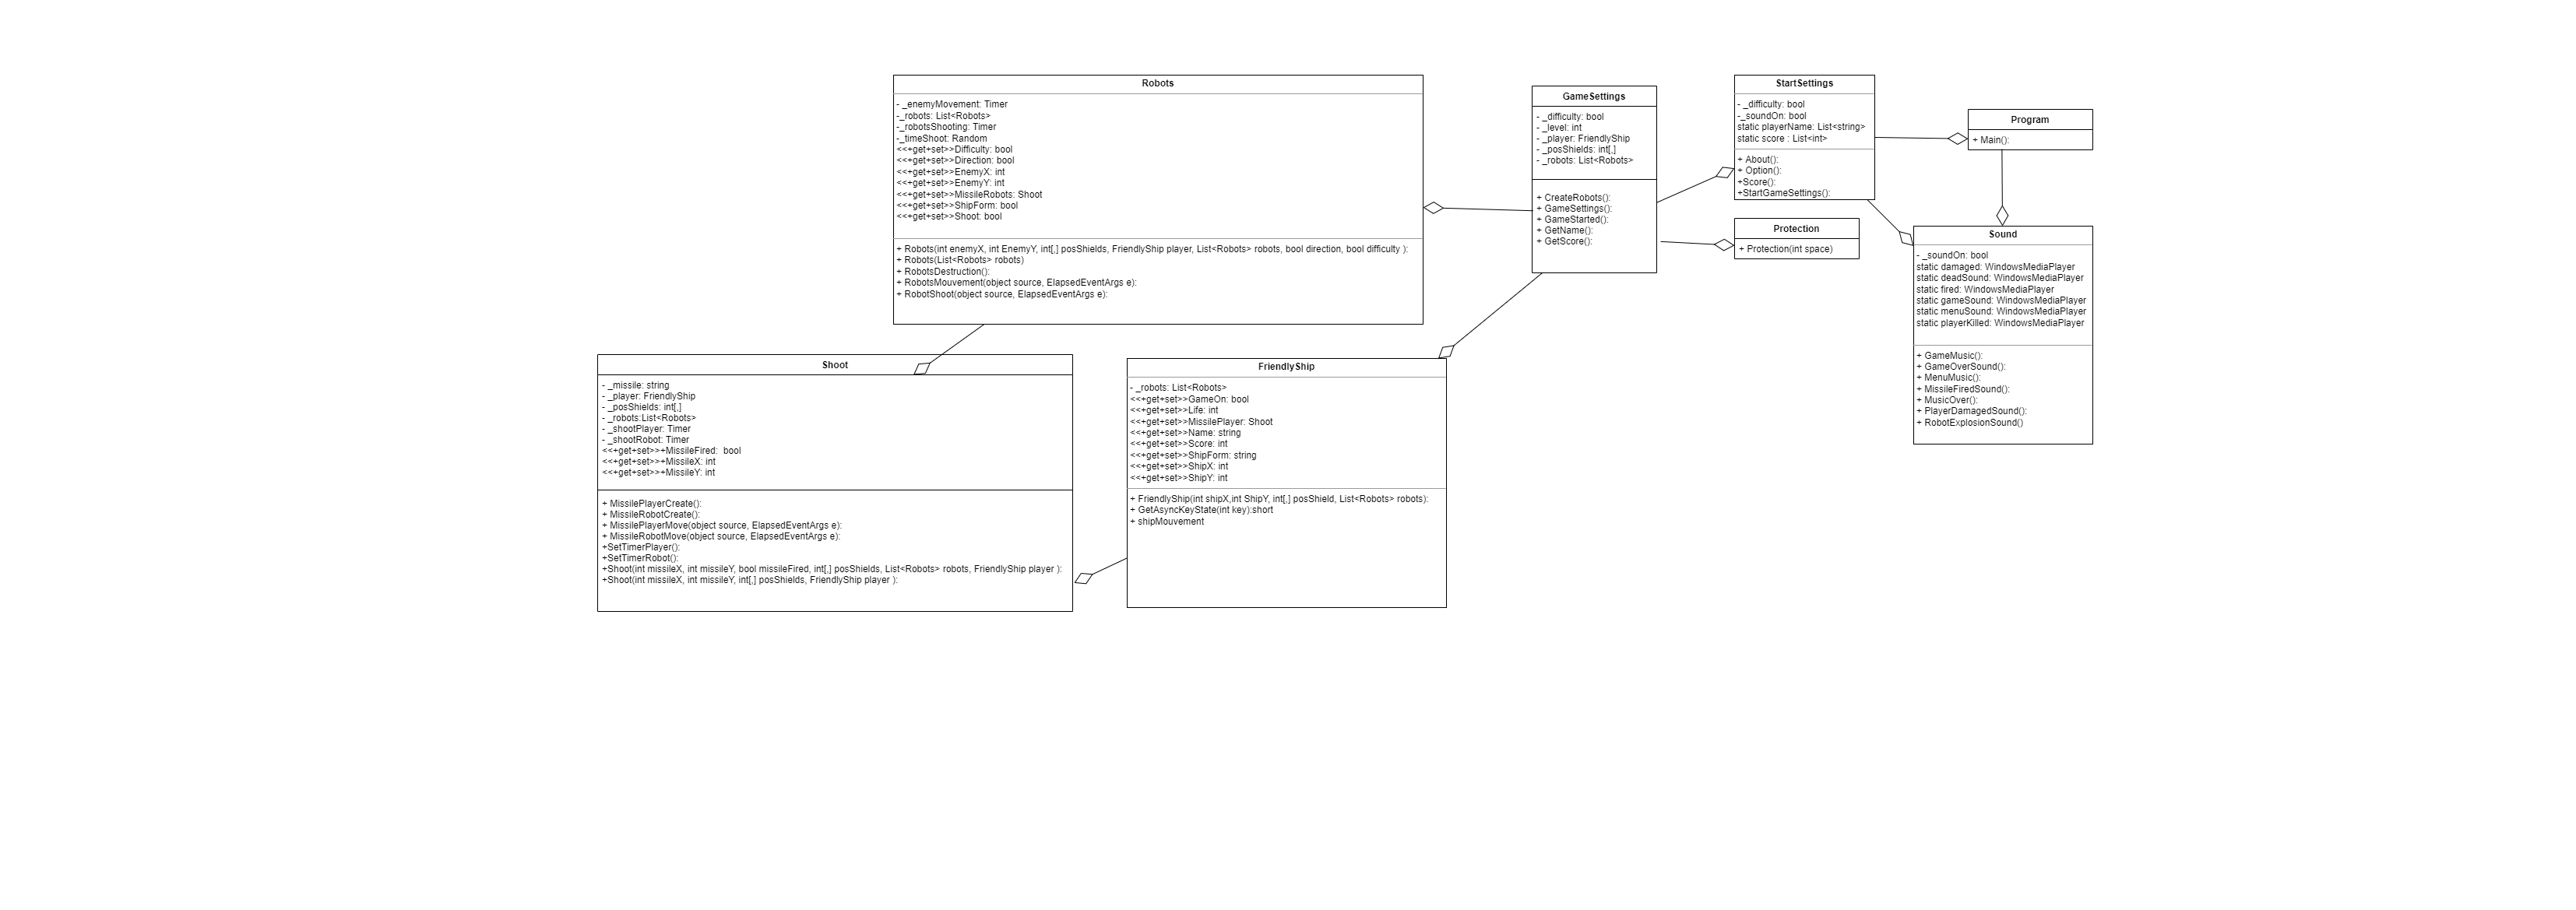 Robots
- _enemyMovement: Timer
-_robots: List<Robots>
-_robotsShooting: Timer
-_timeShoot: Random
<<+get+set>>Difficulty: bool
<<+get+set>>Direction: bool
<<+get+set>>EnemyX: int
<<+get+set>>EnemyY: int
<<+get+set>>MissileRobots: Shoot
<<+get+set>>ShipForm: bool
<<+get+set>>Shoot: bool
+ Robots(int enemyX, int EnemyY, int[,] posShields, FriendlyShip player, List<Robots> robots, bool direction, bool difficulty ):
+ Robots(List<Robots> robots)
+ RobotsDestruction():
+ RobotsMouvement(object source, ElapsedEventArgs e):
+ RobotShoot(object source, ElapsedEventArgs e):
GameSettings
- _difficulty: bool
- _level: int
- _player: FriendlyShip
- _posShields: int[,]
- _robots: List<Robots>
+ CreateRobots():
+ GameSettings():
+ GameStarted():
+ GetName():
+ GetScore():
StartSettings
- _difficulty: bool
-_soundOn: bool
static playerName: List<string>
static score : List<int>
+ About():
+ Option():
+Score():
+StartGameSettings():
Program
+ Main():
Protection
+ Protection(int space)
Sound
- _soundOn: bool
static damaged: WindowsMediaPlayer
static deadSound: WindowsMediaPlayer
static fired: WindowsMediaPlayer
static gameSound: WindowsMediaPlayer
static menuSound: WindowsMediaPlayer
static playerKilled: WindowsMediaPlayer
+ GameMusic():
+ GameOverSound():
+ MenuMusic():
+ MissileFiredSound():
+ MusicOver():
+ PlayerDamagedSound():
+ RobotExplosionSound()
Shoot
- _missile: string
- _player: FriendlyShip
- _posShields: int[,]
- _robots:List<Robots>
- _shootPlayer: Timer
- _shootRobot: Timer
<<+get+set>>+MissileFired:  bool
<<+get+set>>+MissileX: int
<<+get+set>>+MissileY: int
+ MissilePlayerCreate():
+ MissileRobotCreate():
+ MissilePlayerMove(object source, ElapsedEventArgs e):
+ MissileRobotMove(object source, ElapsedEventArgs e):
+SetTimerPlayer():
+SetTimerRobot():
+Shoot(int missileX, int missileY, bool missileFired, int[,] posShields, List<Robots> robots, FriendlyShip player ):
+Shoot(int missileX, int missileY, int[,] posShields, FriendlyShip player ):
FriendlyShip
- _robots: List<Robots>
<<+get+set>>GameOn: bool
<<+get+set>>Life: int
<<+get+set>>MissilePlayer: Shoot
<<+get+set>>Name: string
<<+get+set>>Score: int
<<+get+set>>ShipForm: string
<<+get+set>>ShipX: int
<<+get+set>>ShipY: int
+ FriendlyShip(int shipX,int ShipY, int[,] posShield, List<Robots> robots):
+ GetAsyncKeyState(int key):short
+ shipMouvement